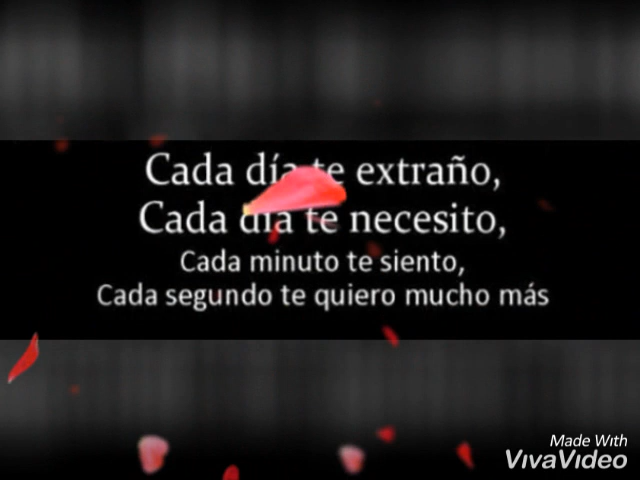 Cada día te extraño,
Cada día te necesito,
Cada minuto te siento,
Cada segundo te quiero mucho más
Made With
VivaVideo